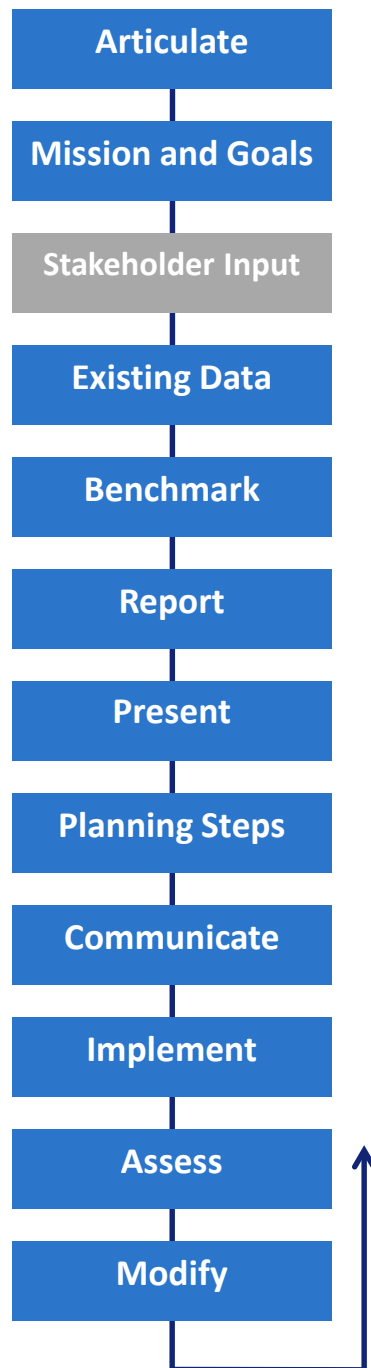 Articulate
Mission and Goals
Stakeholder Input
Existing Data
Benchmark
Report
Present
Planning Steps
Communicate
Implement
Assess
Modify